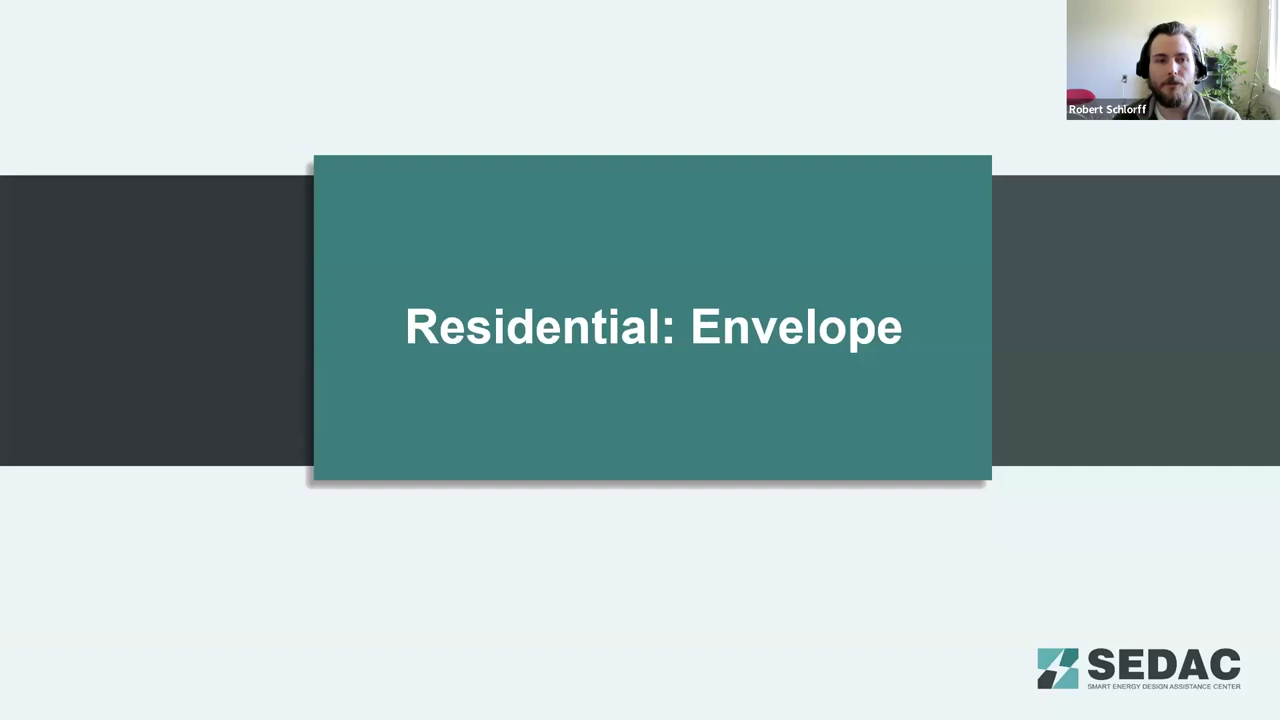 Robert Schlorff
Residential: Envelope
SEDAC
SMART ENERGY DESIGN ASSISTANCE CENTER